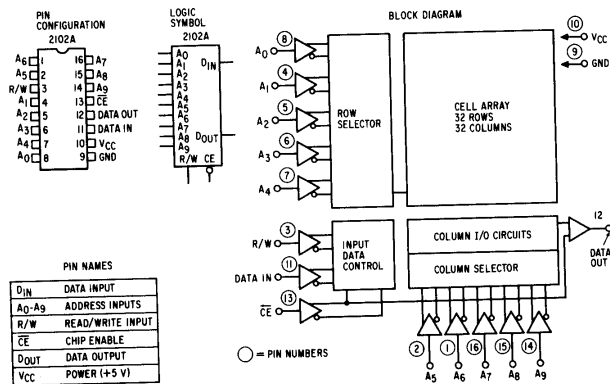 PIN
CONFIGURATION
2102A
A6 1 16 A7
A5 2 15 A8
R/W 3 14 A9
A1 4 13 CE
A2 5 12 DATA OUT
A3 6 11 DATA IN
A4 7 10 VCC
A0 8 9 GND
LOGIC
SYMBOL
2102A
A0
A1
A2
A3
A4
A5
A6
A7
A8
A9
DIN
DOUT
R/W CE
BLOCK DIAGRAM
A0 8
A1 4
A2 5
A3 6
A4 7
ROW
SELECTOR
CELL ARRAY
32 ROWS
32 COLUMNS
10
VCC
9
GND
R/W 3
DATA IN 11
CE 13
INPUT
DATA
CONTROL
COLUMN I/O CIRCUITS
COLUMN SELECTOR
12
DATA
OUT
2 1 16 15 14
A5 A6 A7 A8 A9
= PIN NUMBERS
PIN NAMES
DIN DATA INPUT
A0-A9 ADDRESS INPUTS
R/W READ/WRITE INPUT
CE CHIP ENABLE
DOUT DATA OUTPUT
VCC POWER (+5 V)